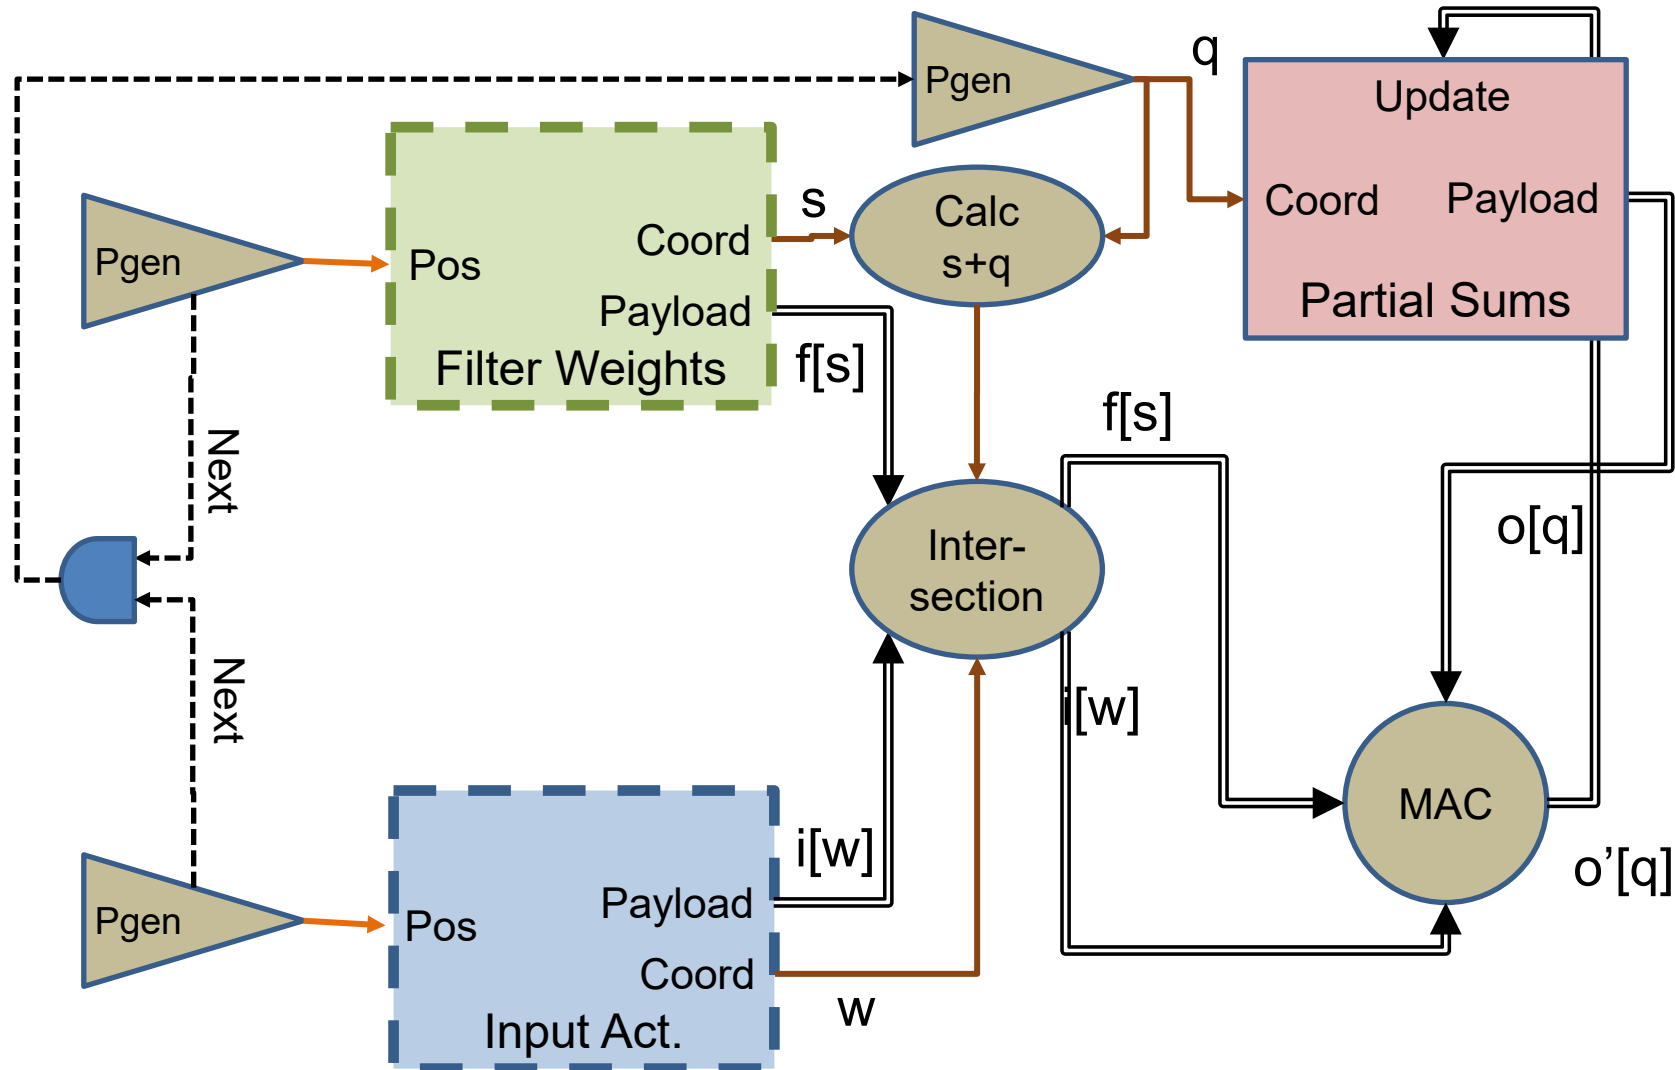 Pgen
q
Update
Coord
Payload
Partial Sums
Pgen
Pos
Coord
Payload
Filter Weights
s
f[s]
Calc
s+q
Next
Next
Inter-
section
f[s]
i[w]
o[q]
MAC
o’[q]
Pgen
Pos
Payload
Coord
Input Act.
i[w]
w